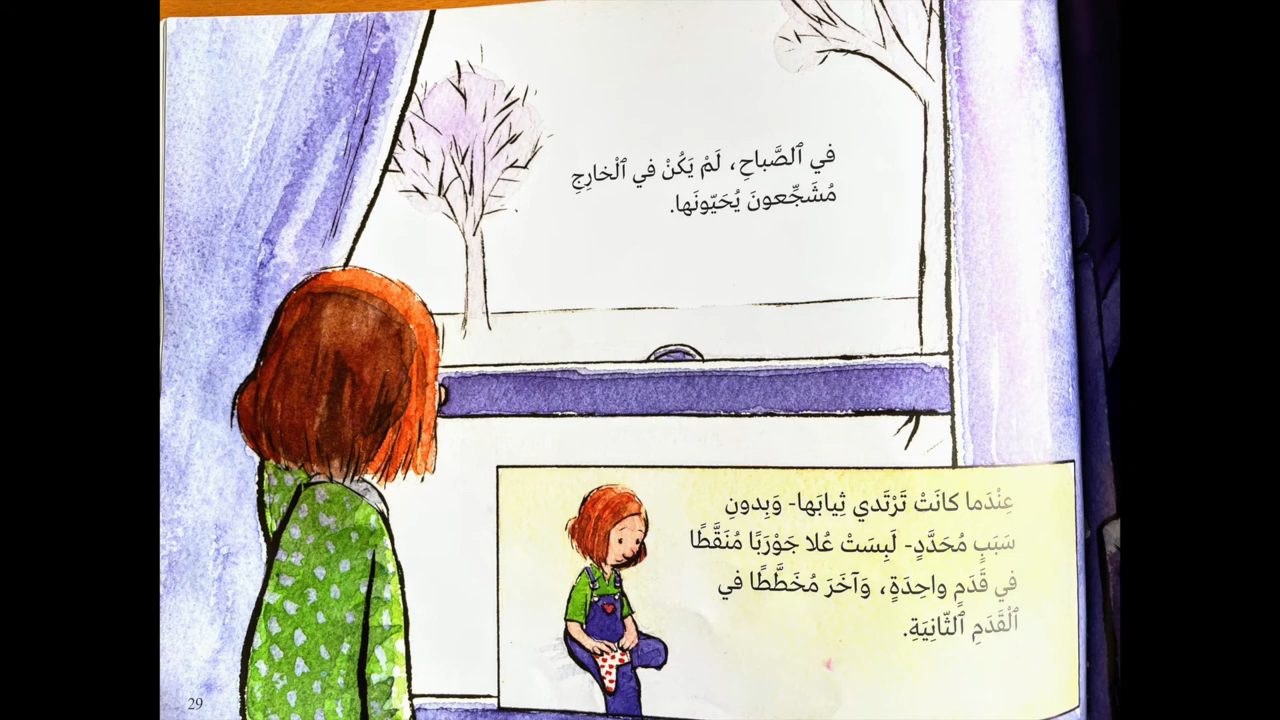 في ٱلصَّباحِ، لَمْ يَكُنْ في ٱلْخارِجِ
مُشَجِّعونَ يُحَيّونَها.
عِنْدَما كانَتْ تَرْتَدي ثِيابَها- وَبِدونِ
سَبَبٍ مُحَدَّدٍ- لَبِسَتْ عُلا جَوْرَبًا مُنَقَّطًا
في قَدَمٍ واحِدَةٍ، وَآخَرَ مُخَطَّطًا في
ٱلْقَدَمِ ٱلثّانِيَةِ.
29